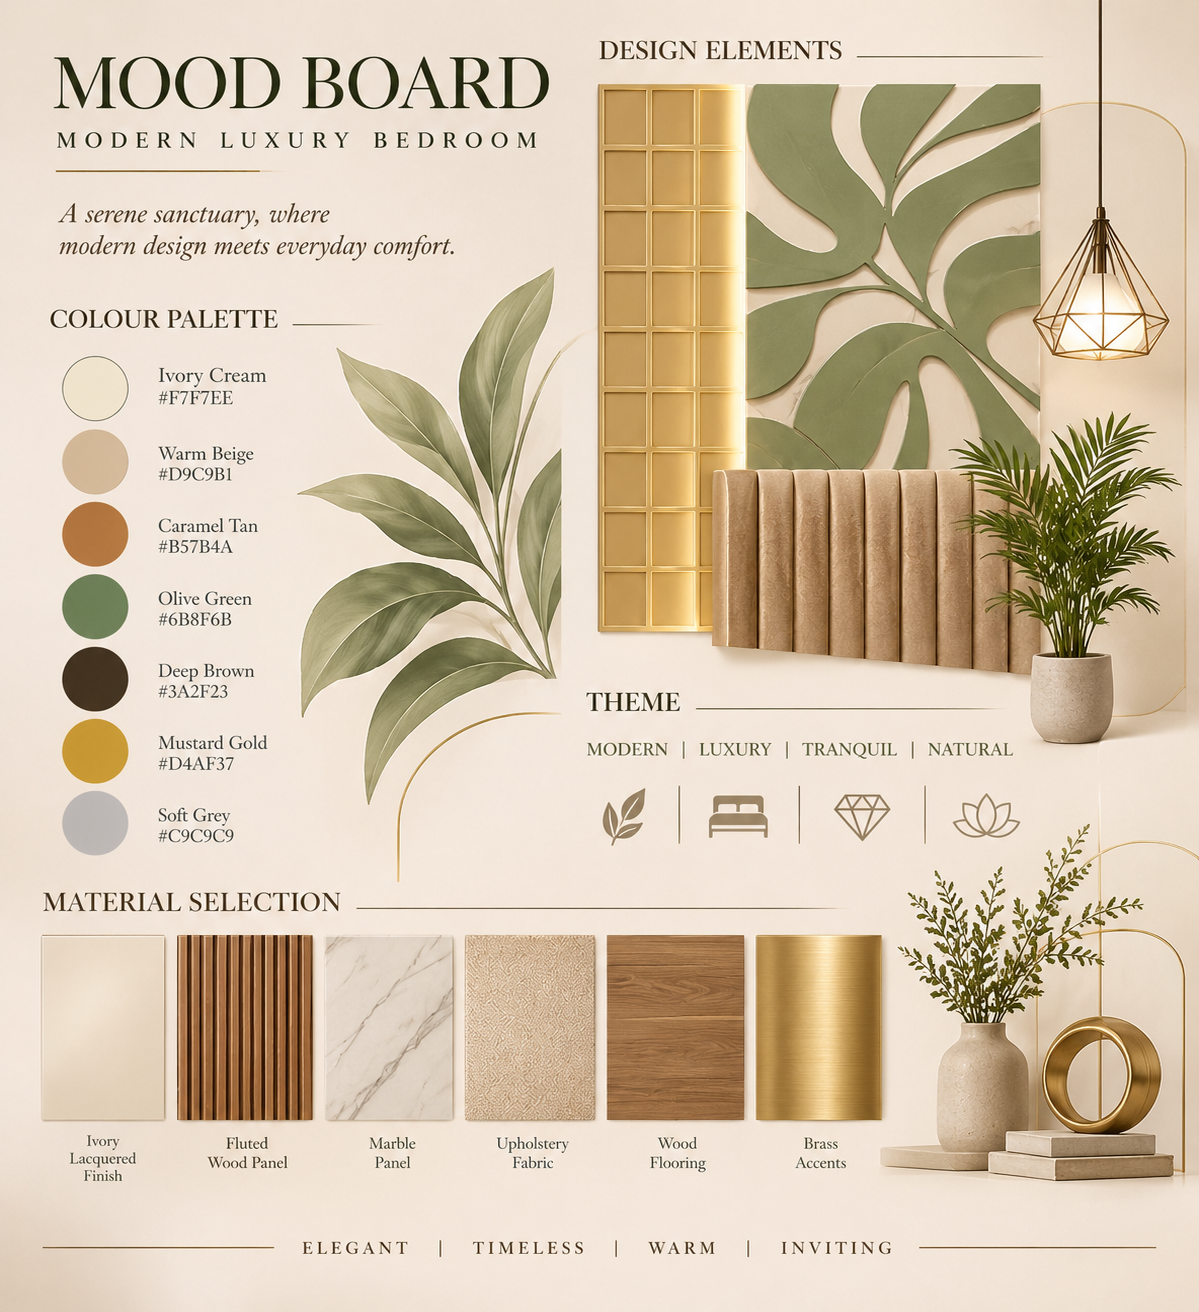 MOOD BOARD
MODERN LUXURY BEDROOM
A serene sanctuary, where
modern design meets everyday comfort.
COLOUR PALETTE
Ivory Cream
#F7F7EE
Warm Beige
#D9C9B1
Caramel Tan
#B57B4A
Olive Green
#6B8F6B
Deep Brown
#3A2F23
Mustard Gold
#D4AF37
Soft Grey
#C9C9C9
DESIGN ELEMENTS
THEME
MODERN | LUXURY | TRANQUIL | NATURAL
MATERIAL SELECTION
Ivory
Lacquered
Finish
Fluted
Wood Panel
Marble
Panel
Upholstery
Fabric
Wood
Flooring
Brass
Accents
ELEGANT | TIMELESS | WARM | INVITING